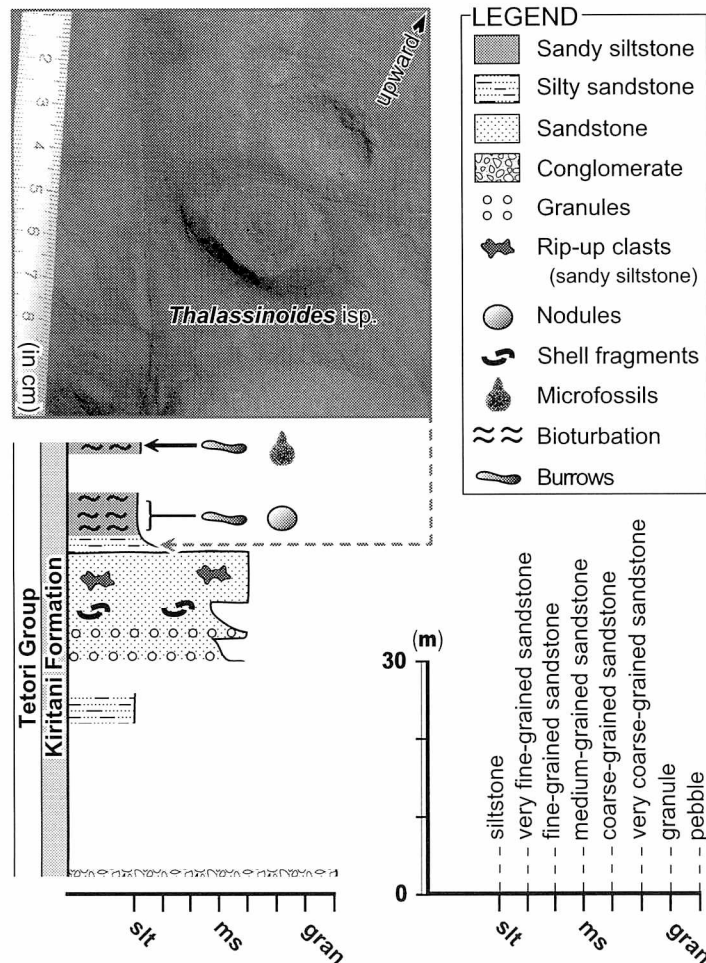 2
3
4
5
6
7
8
(in cm)
upward
Thalassinoides isp.
LEGEND
Sandy siltstone
Silty sandstone
Sandstone
Conglomerate
Granules
Rip-up clasts
(sandy siltstone)
Nodules
Shell fragments
Microfossils
Bioturbation
Burrows
Tetori Group
Kiritani Formation
slt
ms
gran
(m)
30
0
siltstone
very fine-grained sandstone
fine-grained sandstone
medium-grained sandstone
coarse-grained sandstone
very coarse-grained sandstone
granule
pebble
slt
ms
gran